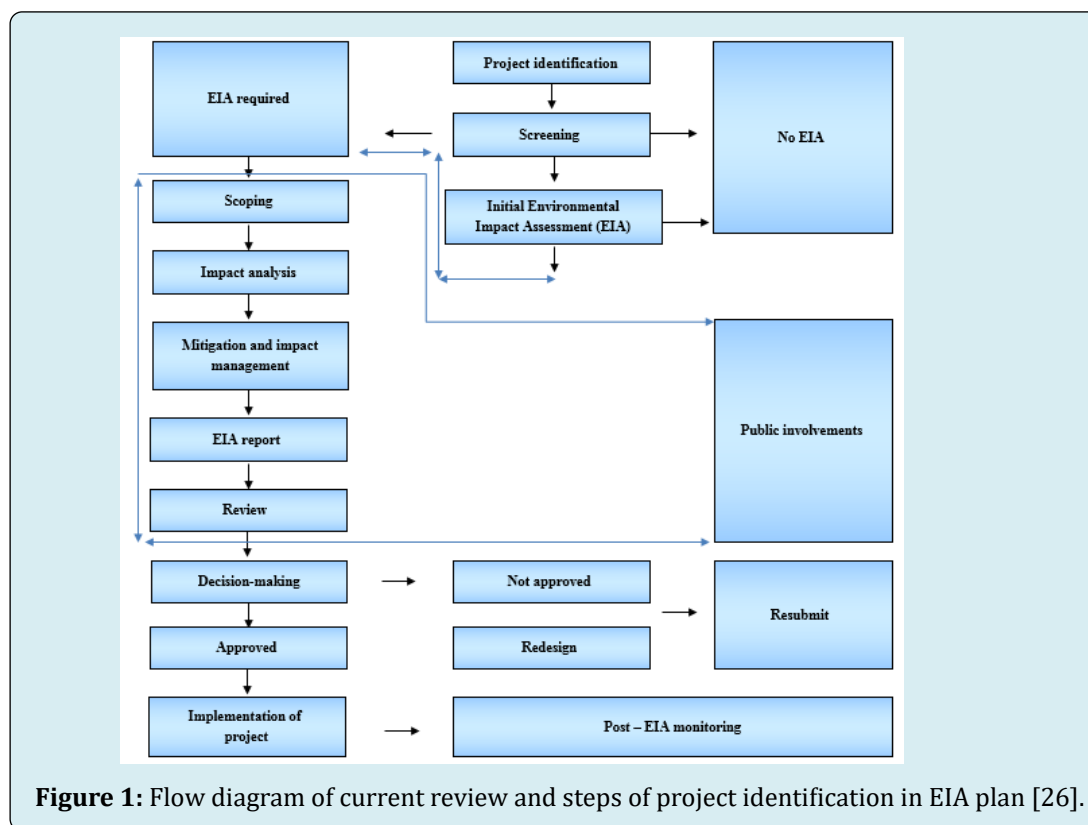 Project identification
EIA required
Screening
No EIA
Scoping
Initial Environmental
Impact Assessment (EIA)
Impact analysis
Mitigation and impact
management
Public involvements
EIA report
Review
Decision-making
Not approved
Resubmit
Approved
Redesign
Implementation of
project
Post – EIA monitoring
Figure 1: Flow diagram of current review and steps of project identification in EIA plan [26].